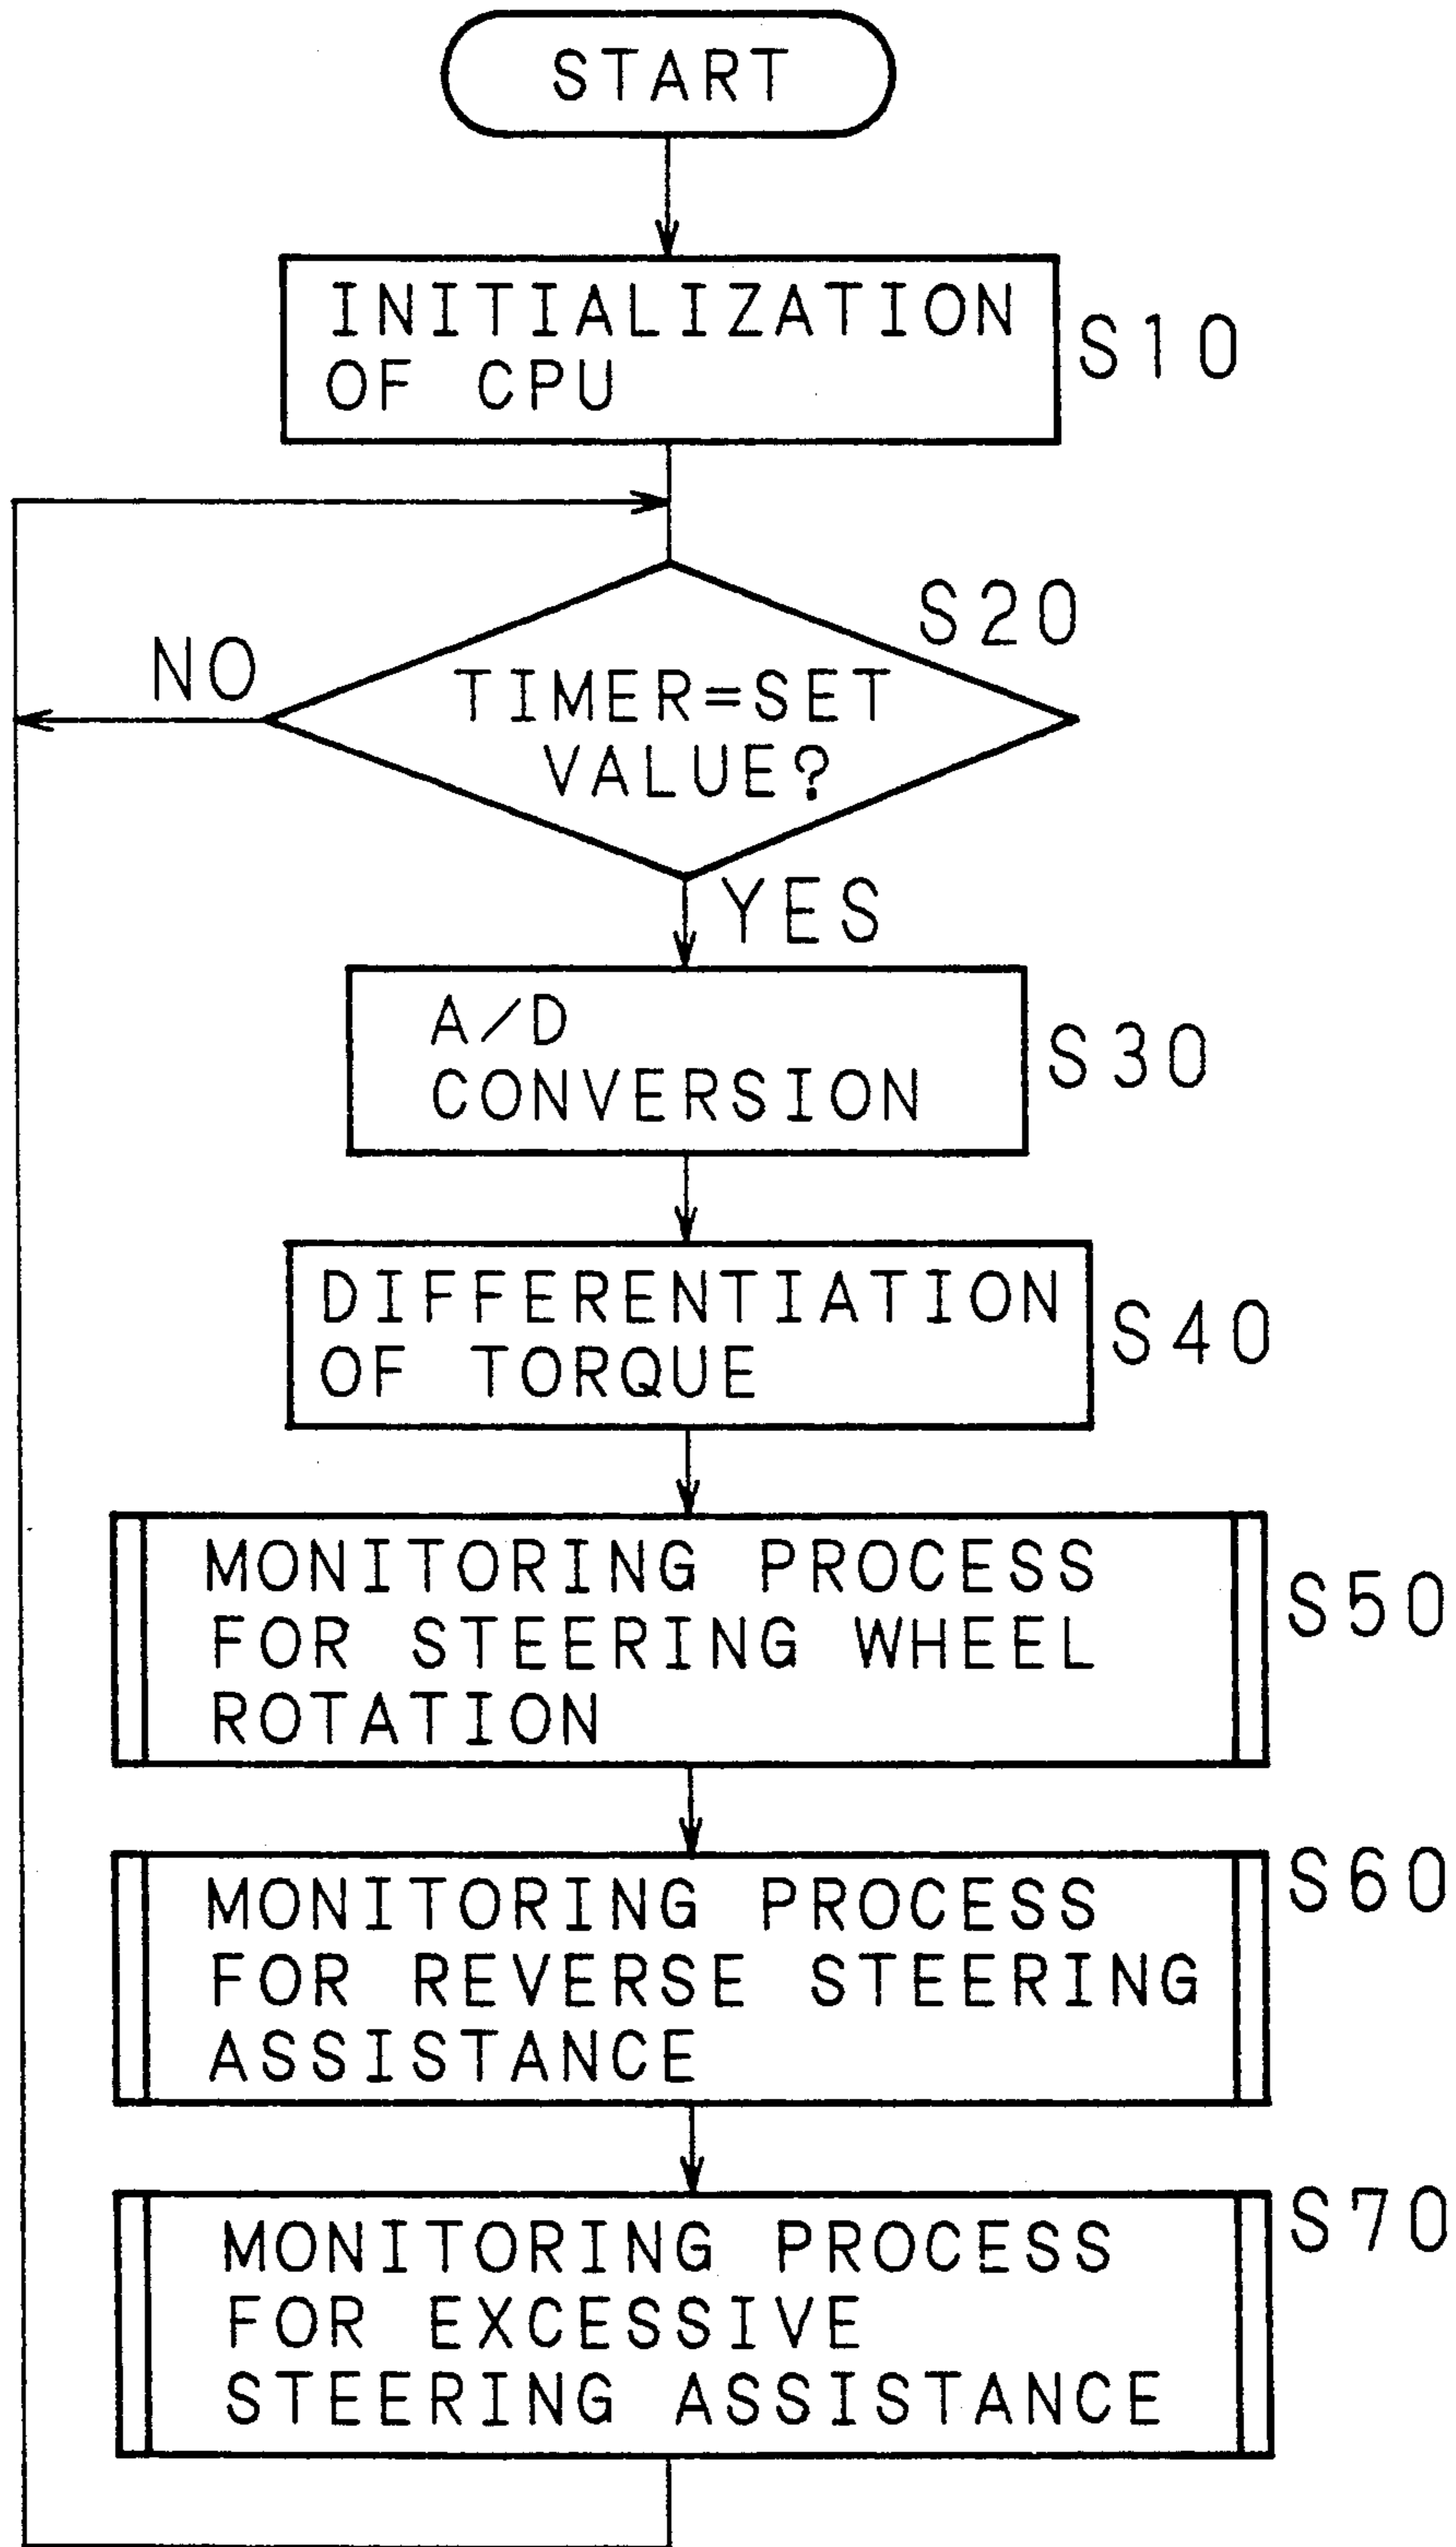 START
INITIALIZATION
OF CPU
S10
S20
NO
TIMER=SET
VALUE?
YES
A/D
CONVERSION
S30
DIFFERENTIATION
OF TORQUE
S40
MONITORING PROCESS
FOR STEERING WHEEL
ROTATION
S50
MONITORING PROCESS
FOR REVERSE STEERING
ASSISTANCE
S60
MONITORING PROCESS
FOR EXCESSIVE
STEERING ASSISTANCE
S70